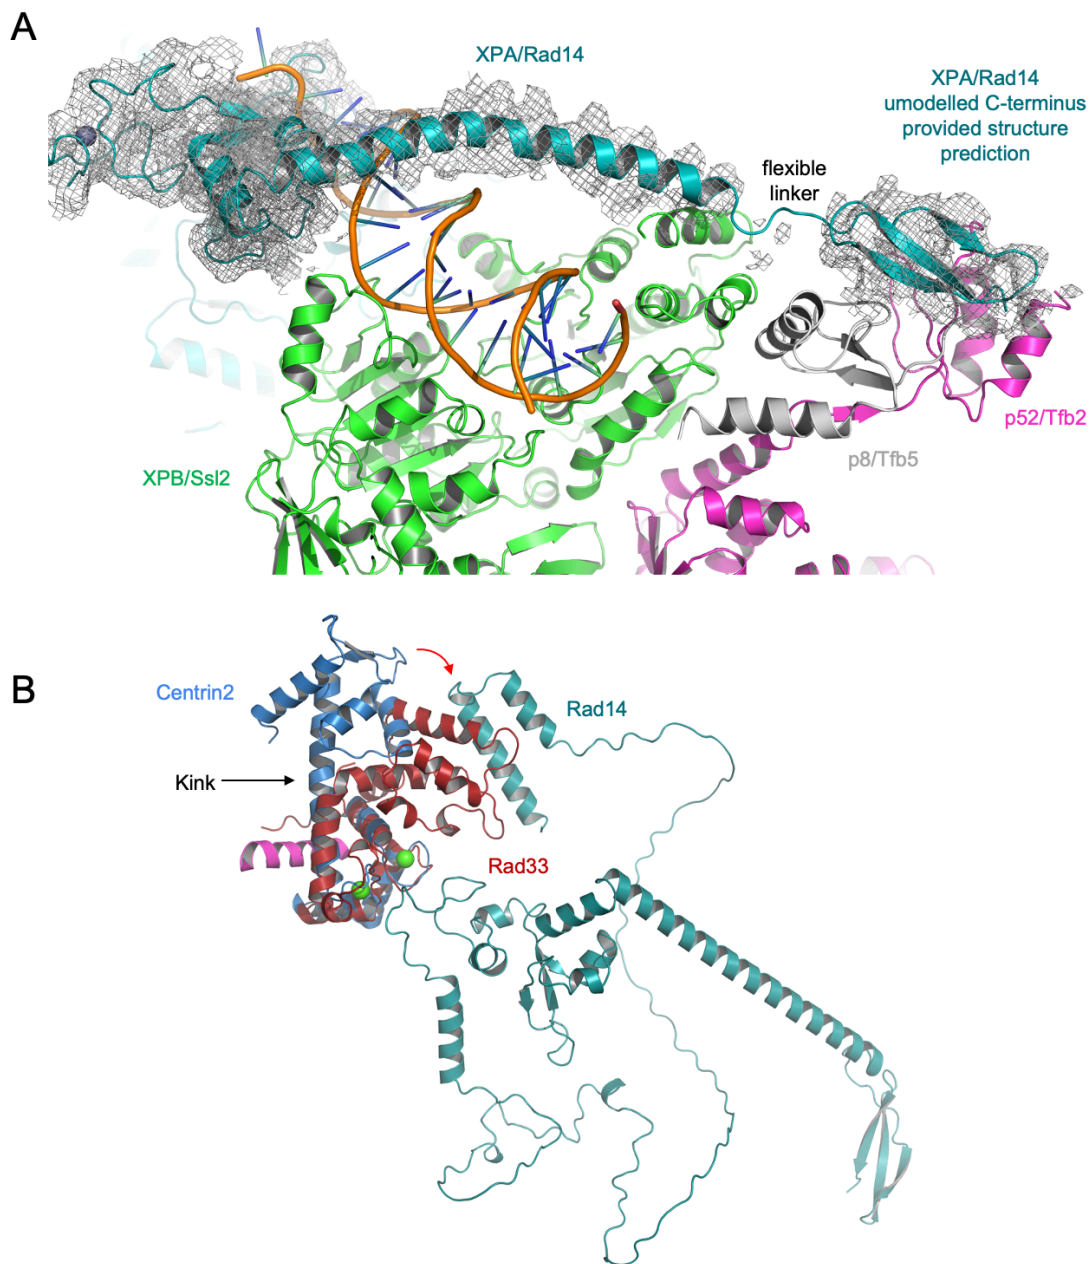 A
XPA/Rad14
XPA/Rad14
umodelled C-terminus
provided structure
prediction
flexible
linker
p52/Tfb2
p8/Tfb5
XPB/Ssl2
B
Centrin2
Rad14
Kink
Rad33